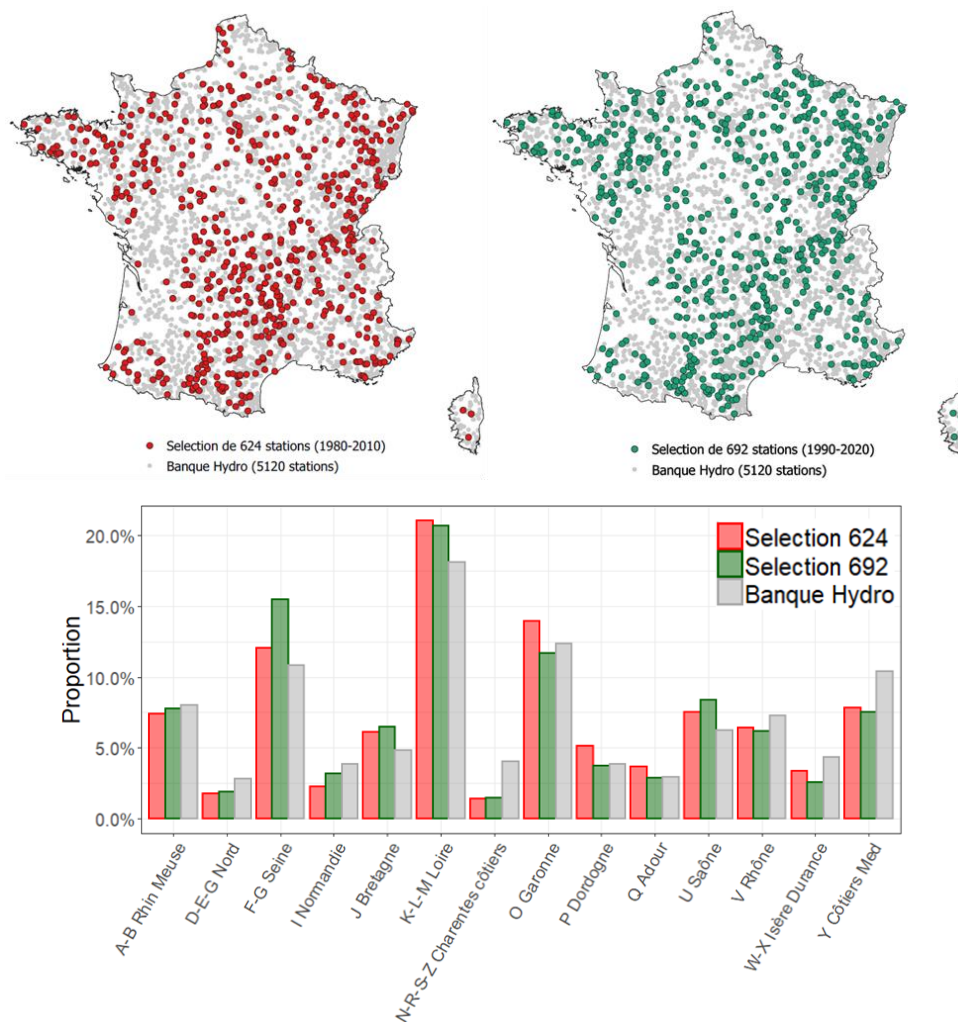 Selection de 624 stations (1980-2010)
Banque Hydro (5120 stations)
Selection de 692 stations (1990-2020)
Banque Hydro (5120 stations)
Selection 624
Selection 692
Banque Hydro
Proportion
20.0%
15.0%
10.0%
5.0%
0.0%
A-B Rhin Meuse
D-E-G Nord
F-G Seine
I Normandie
J Bretagne
K-L-M Loire
N-R-S-Z Charentes côtiers
O Garonne
P Dordogne
Q Adour
U Saône
V Rhône
W-X Isère Durance
Y Côtiers Med